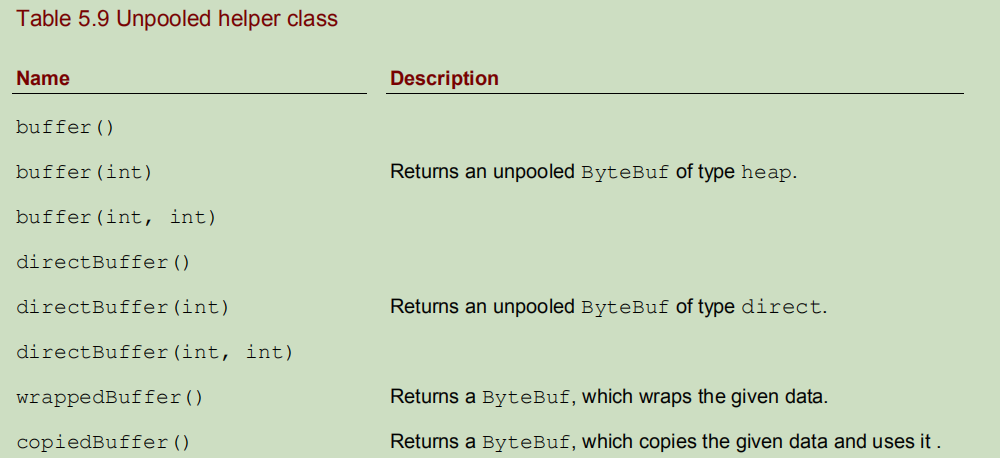 Table 5.9 Unpooled helper class
Name Description
buffer()
buffer(int) Returns an unpooled ByteBuf of type heap.
buffer(int, int)
directBuffer()
directBuffer(int) Returns an unpooled ByteBuf of type direct.
directBuffer(int, int)
wrappedBuffer() Returns a ByteBuf, which wraps the given data.
copiedBuffer() Returns a ByteBuf, which copies the given data and uses it .